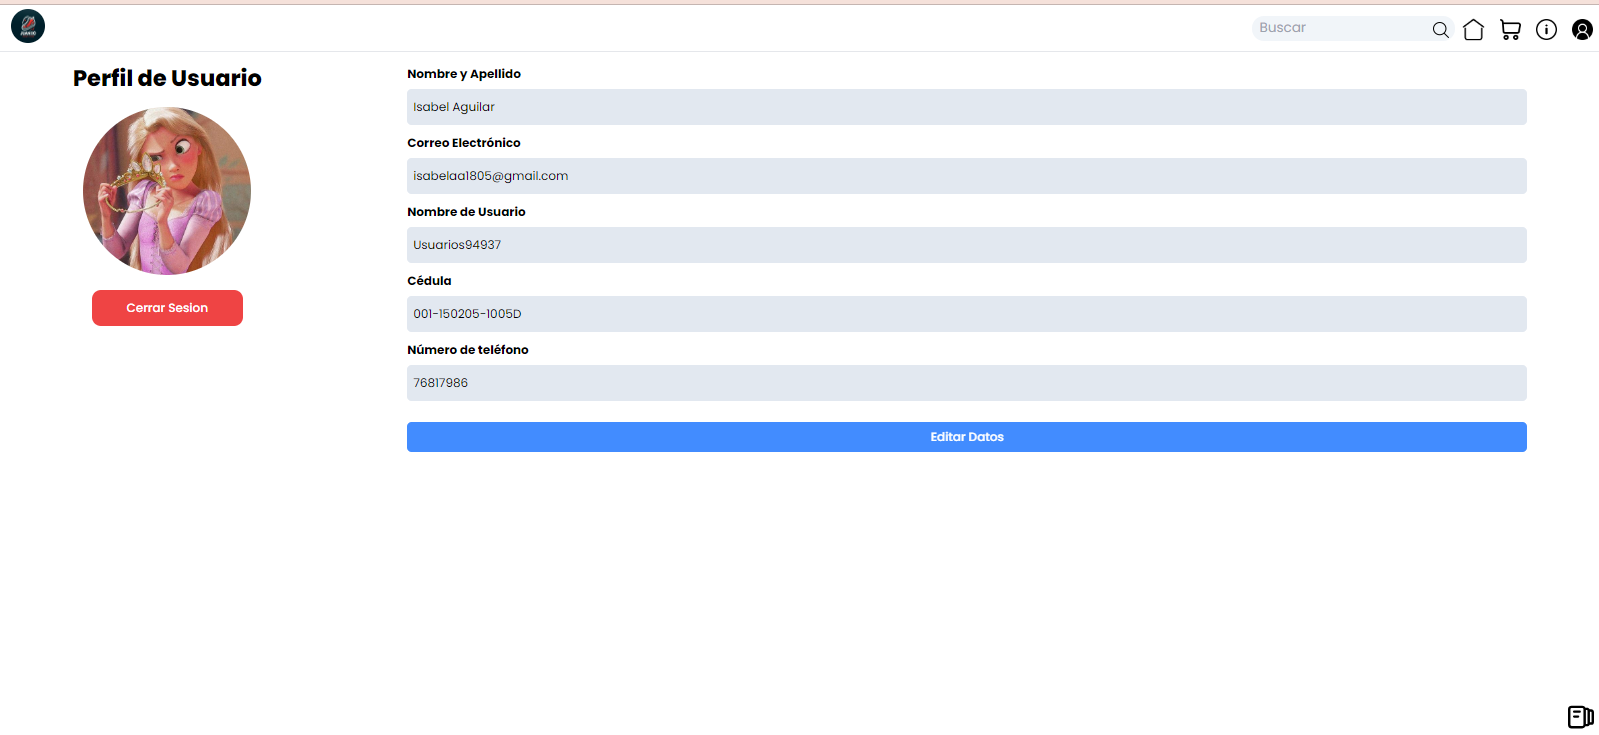 Buscar
Perfil de Usuario
Cerrar Sesion
Nombre y Apellido
Isabel Aguilar
Correo Electrónico
isabelaa1805@gmail.com
Nombre de Usuario
Usuarios94937
Cédula
001-150205-1005D
Número de teléfono
76817986
Editar Datos